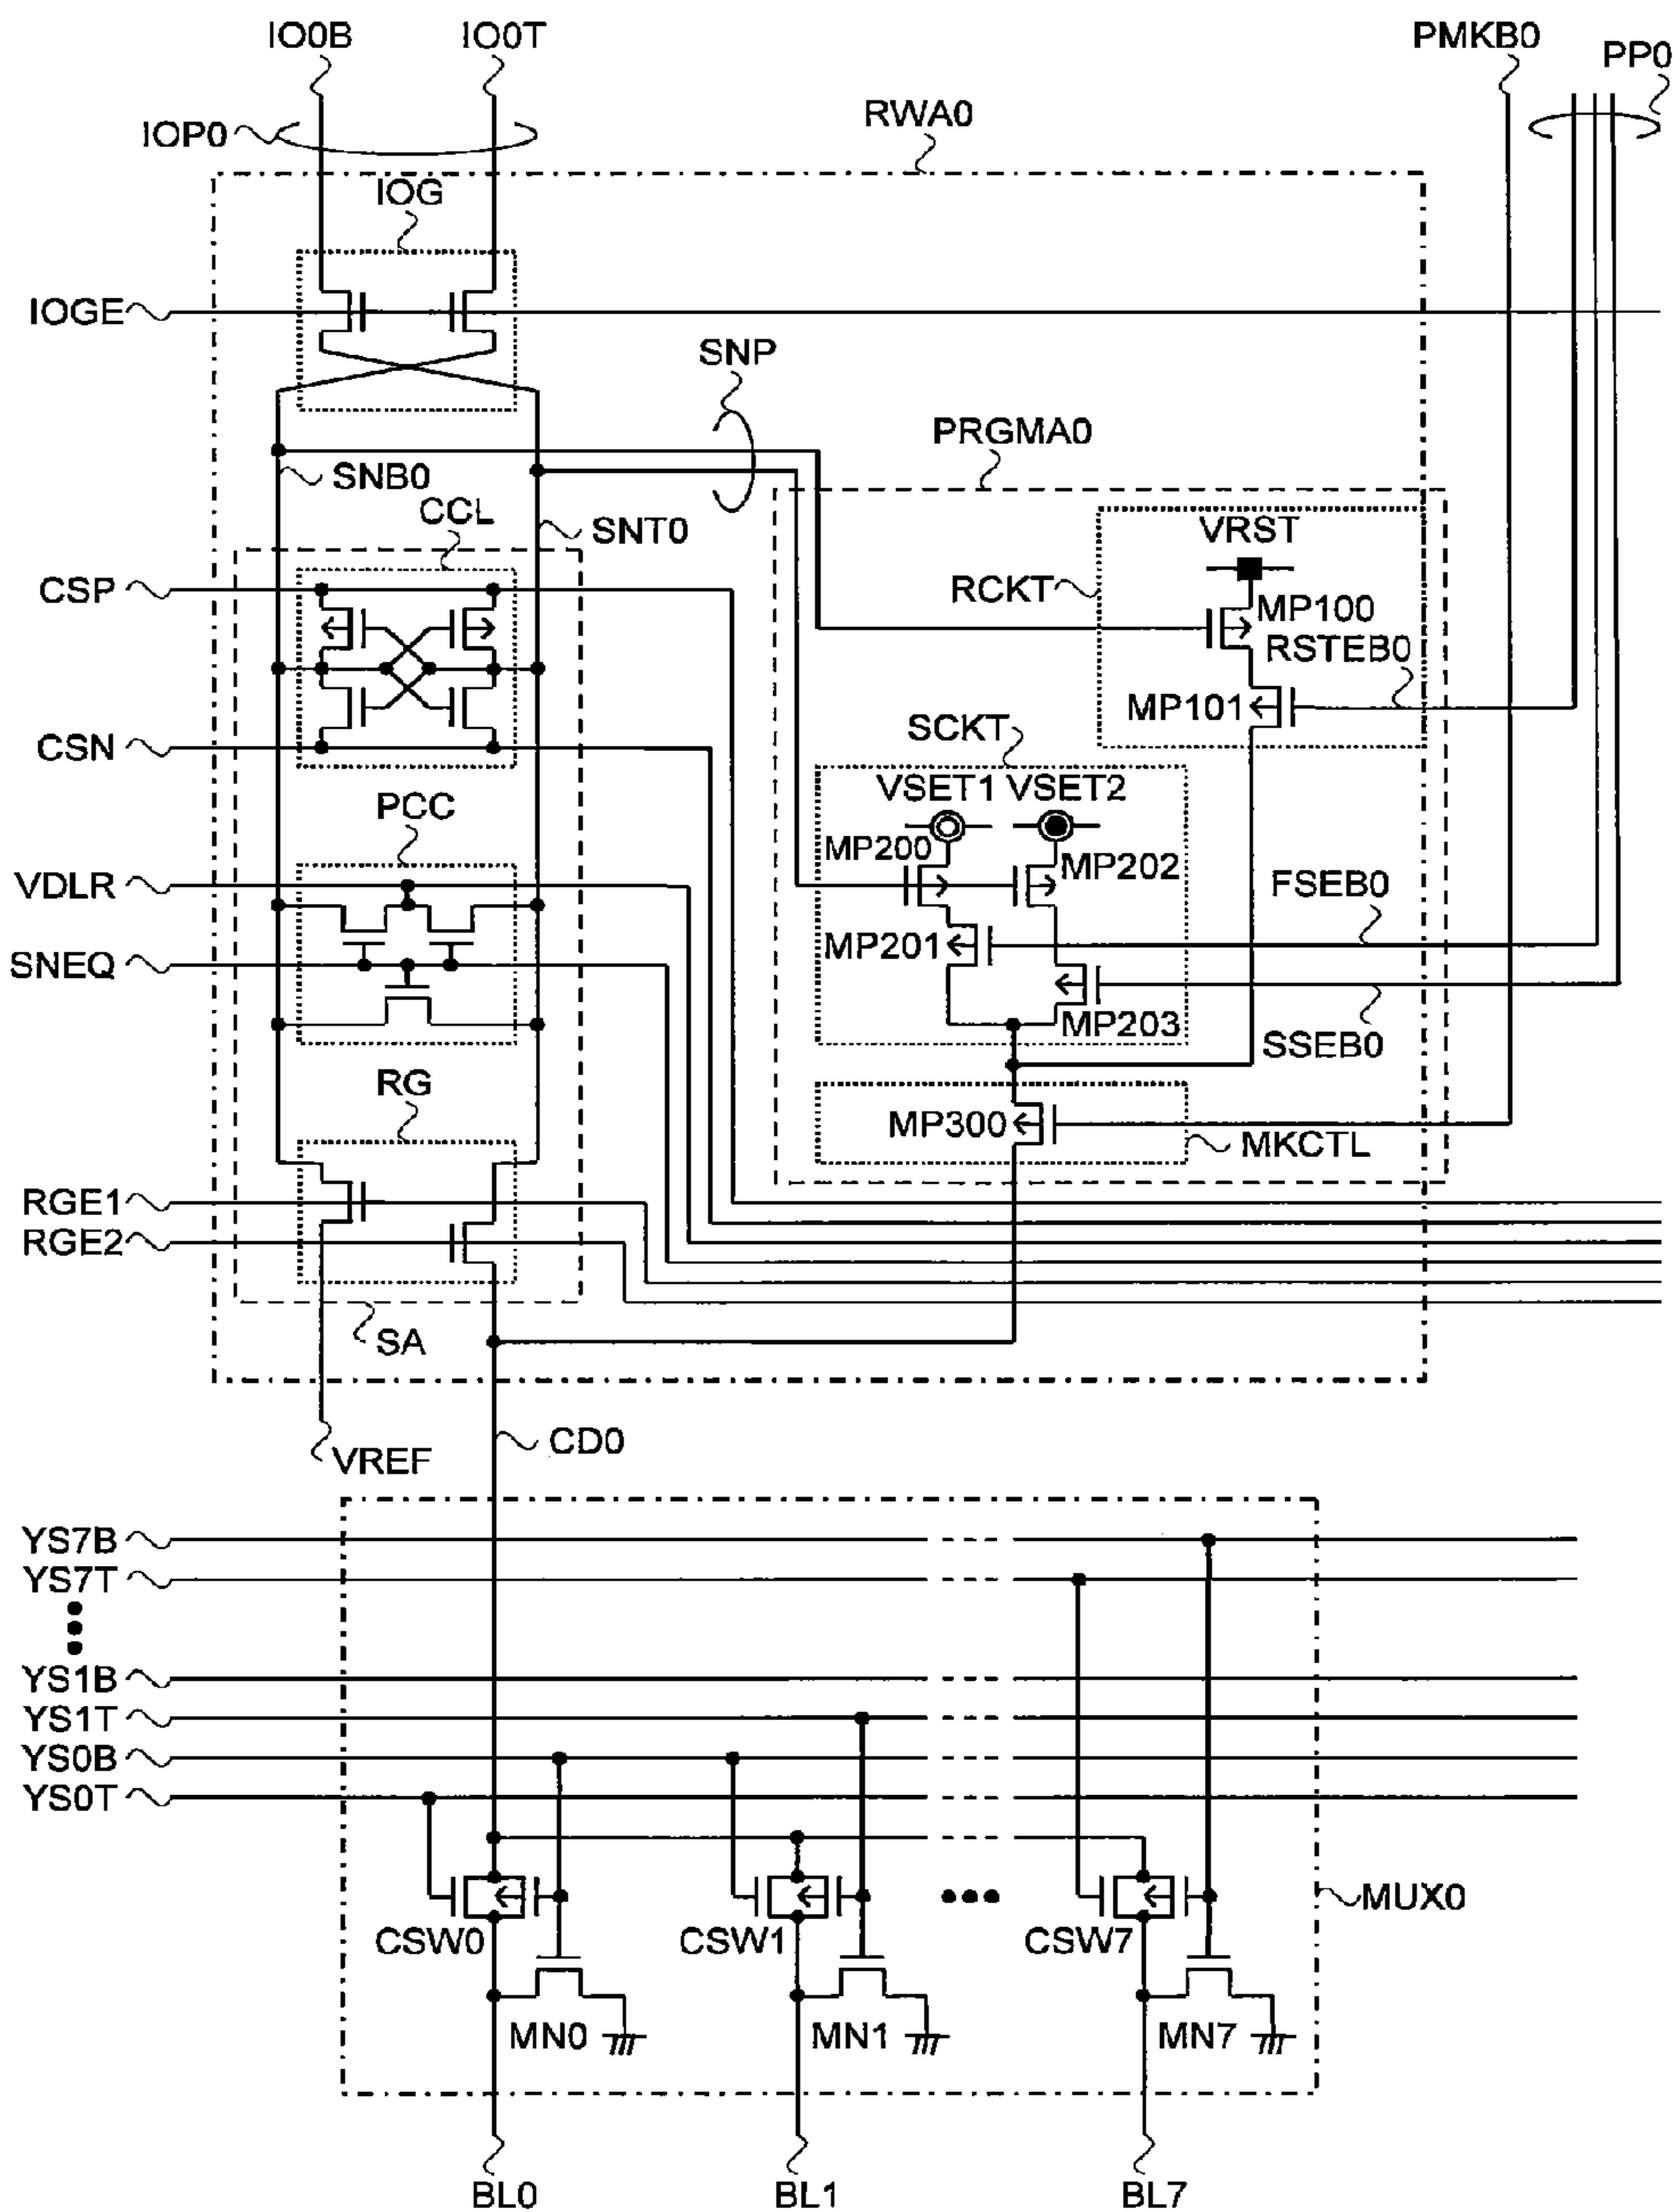 IO0B IO0T PMKB0 PP0
IOP0 RWA0
IOG
IOGE
SNP
PRGMA0
SNB0
CCL SNT0 VRST
CSP RCKT MP100
RSTEB0
MP101
CSN SCKT
PCC VSET1 VSET2
MP200 MP202
VDLR FSEB0
MP201
SNEQ
MP203
SSEB0
RG
MP300 MKCTL
RGE1
RGE2
SA
CD0
VREF
YS7B
YS7T
YS1B
YS1T
YS0B
YS0T
MUX0
CSW0 CSW1 CSW7
MN0 MN1 MN7
BL0 BL1 BL7